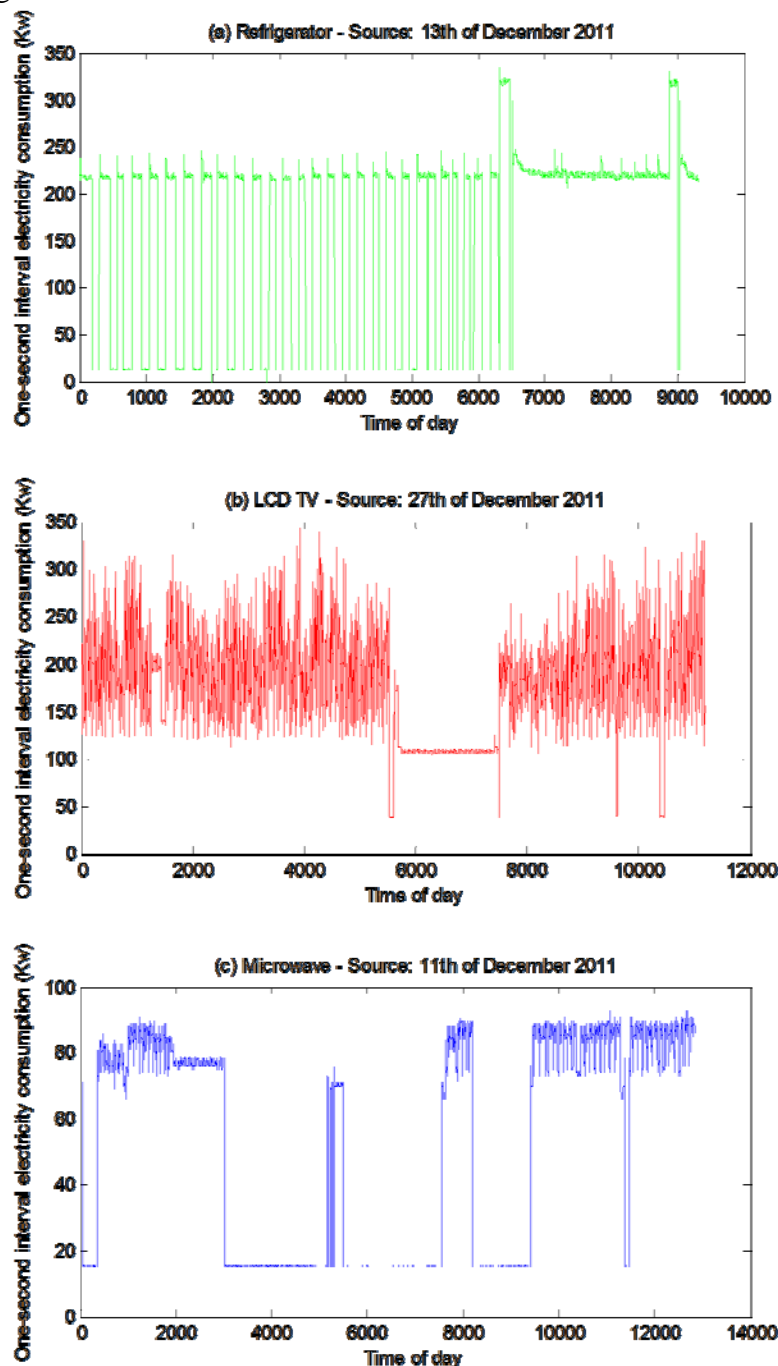 (a) Refrigerator - Source: 13th of December 2011
One-second interval electricity consumption (Kw)
350
300
250
200
150
100
50
0
0 1000 2000 3000 4000 5000 6000 7000 8000 9000 10000
Time of day
(b) LCD TV - Source: 27th of December 2011
One-second interval electricity consumption (Kw)
350
300
250
200
150
100
50
0
0 2000 4000 6000 8000 10000 12000
Time of day
(c) Microwave - Source: 11th of December 2011
One-second interval electricity consumption (Kw)
100
80
60
40
20
0
0 2000 4000 6000 8000 10000 12000 14000
Time of day